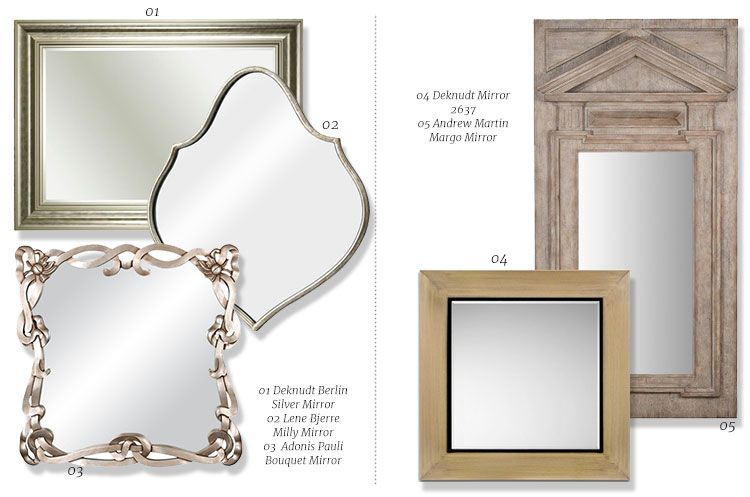 01
02
03
01 Deknudt Berlin
Silver Mirror
02 Lene Bjerre
Milly Mirror
03 Adonis Pauli
Bouquet Mirror
04 Deknudt Mirror
2637
05 Andrew Martin
Margo Mirror
04
05